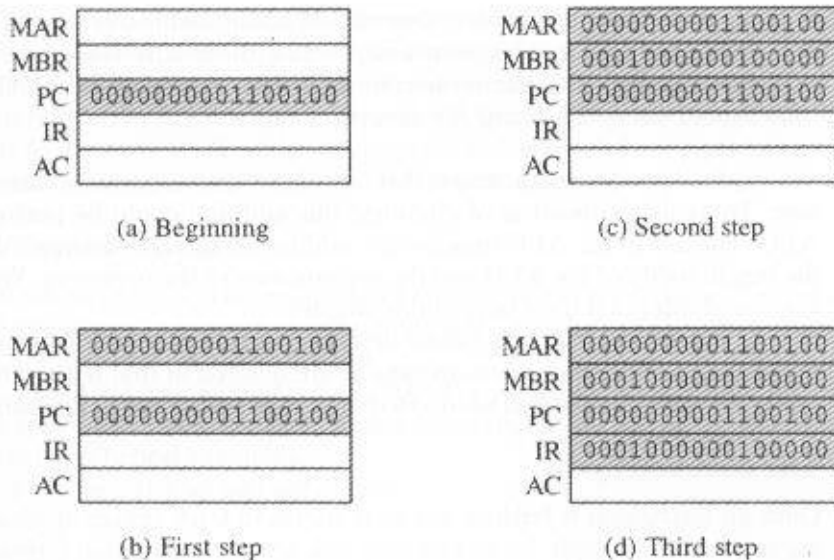 MAR
MBR
PC 0000000001100100
IR
AC
(a) Beginning
MAR 0000000001100100
MBR
PC 0000000001100100
IR
AC
(b) First step
MAR 0000000001100100
MBR 0001000000100000
PC 0000000001100100
IR
AC
(c) Second step
MAR 0000000001100100
MBR 0001000000100000
PC 0000000001100100
IR 0001000000100000
AC
(d) Third step